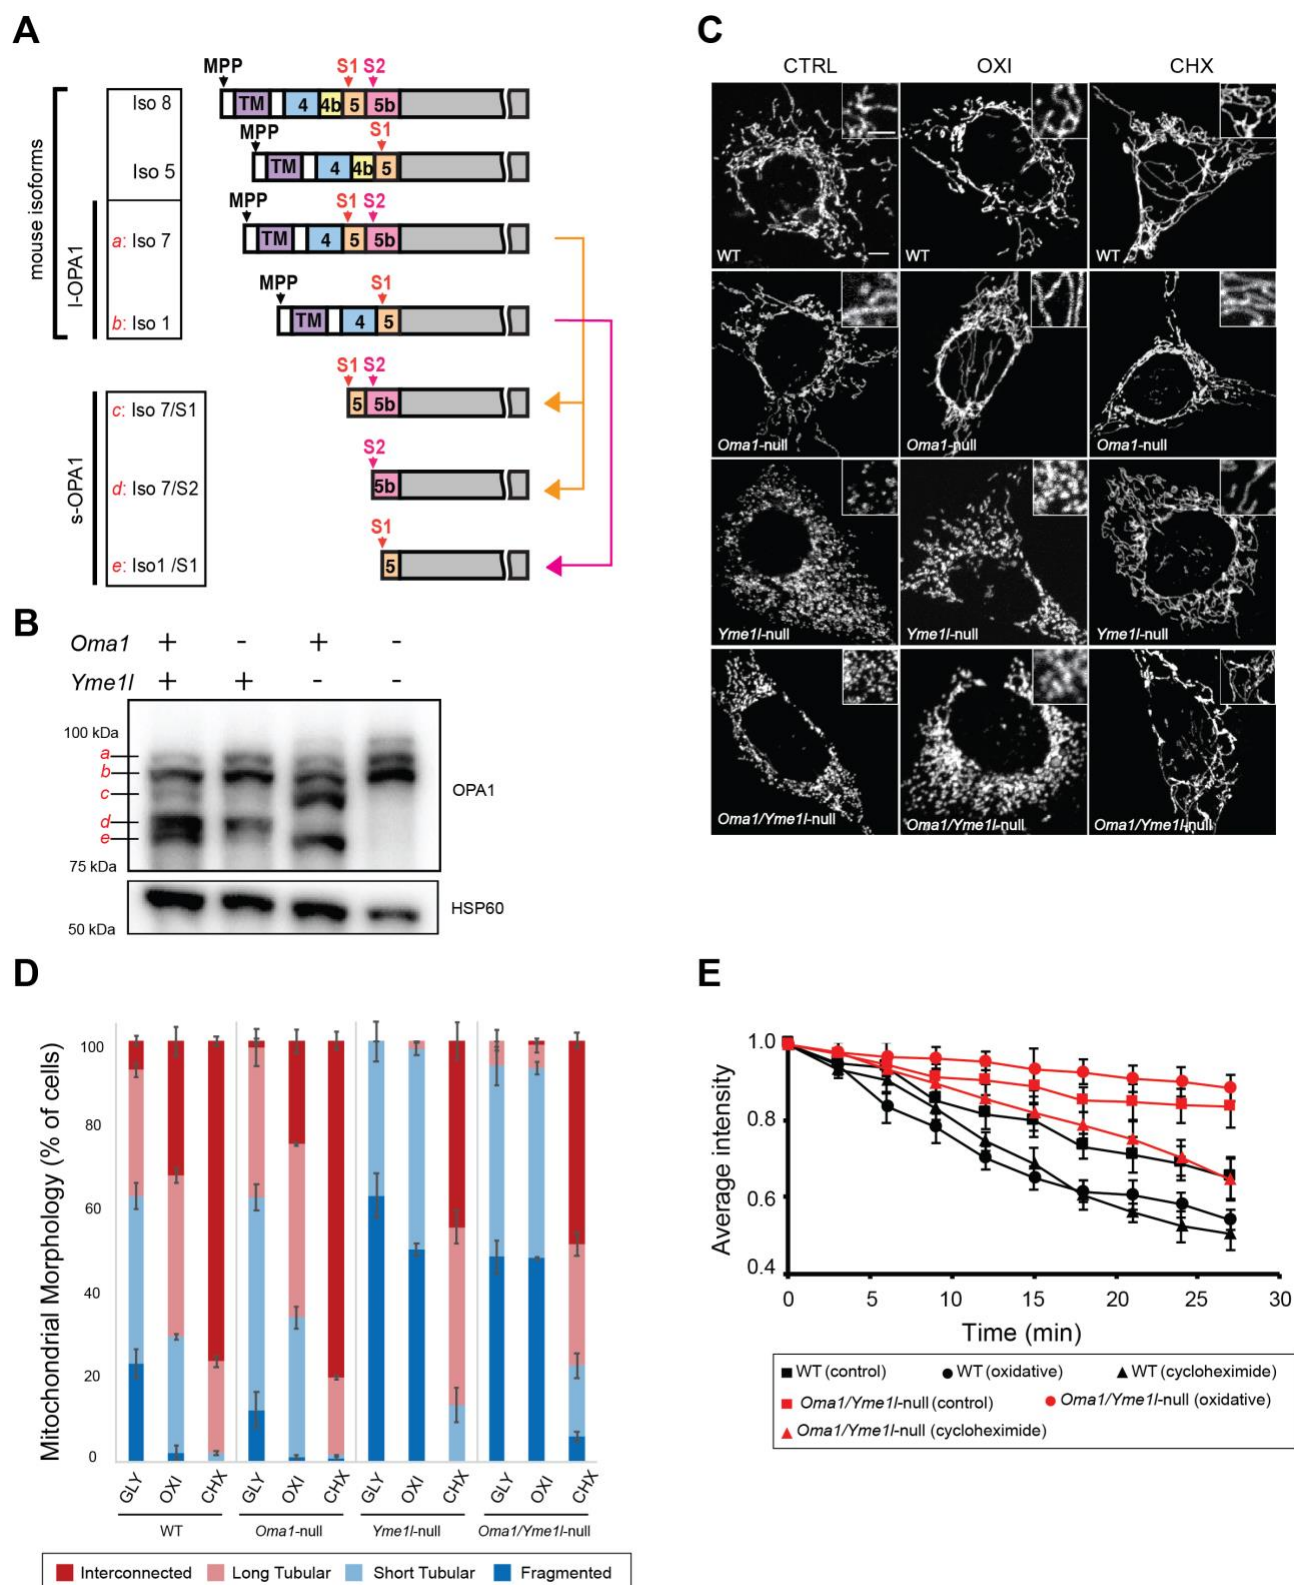 A
MPP S1 S2
Iso 8 TM 4 4b 5 5b
MPP S1
Iso 5 TM 4 4b 5
MPP S1 S2
a: Iso 7 TM 4 5 5b
MPP S1
b: Iso 1 TM 4 5
mouse isoforms
l-OPA1
S1 S2
c: Iso 7/S1 5 5b
S2
d: Iso 7/S2 5b
S1
e: Iso1 /S1 5
s-OPA1
B
Oma1 + - + -
Yme1l + + - -
100 kDa
a
b
c
d
e
75 kDa
OPA1
HSP60
50 kDa
C
CTRL OXI CHX
WT WT WT
Oma1-null Oma1-null Oma1-null
Yme1l-null Yme1l-null Yme1l-null
Oma1/Yme1l-null Oma1/Yme1l-null Oma1/Yme1l-null
D
Mitochondrial Morphology (% of cells)
100
80
60
40
20
0
GLY OXI CHX GLY OXI CHX GLY OXI CHX GLY OXI CHX
WT Oma1-null Yme1l-null Oma1/Yme1l-null
Interconnected Long Tubular Short Tubular Fragmented
E
Average intensity
1.0
0.8
0.6
0.4
0 5 10 15 20 25 30
Time (min)
WT (control) WT (oxidative) WT (cycloheximide)
Oma1/Yme1l-null (control) Oma1/Yme1l-null (oxidative)
Oma1/Yme1l-null (cycloheximide)